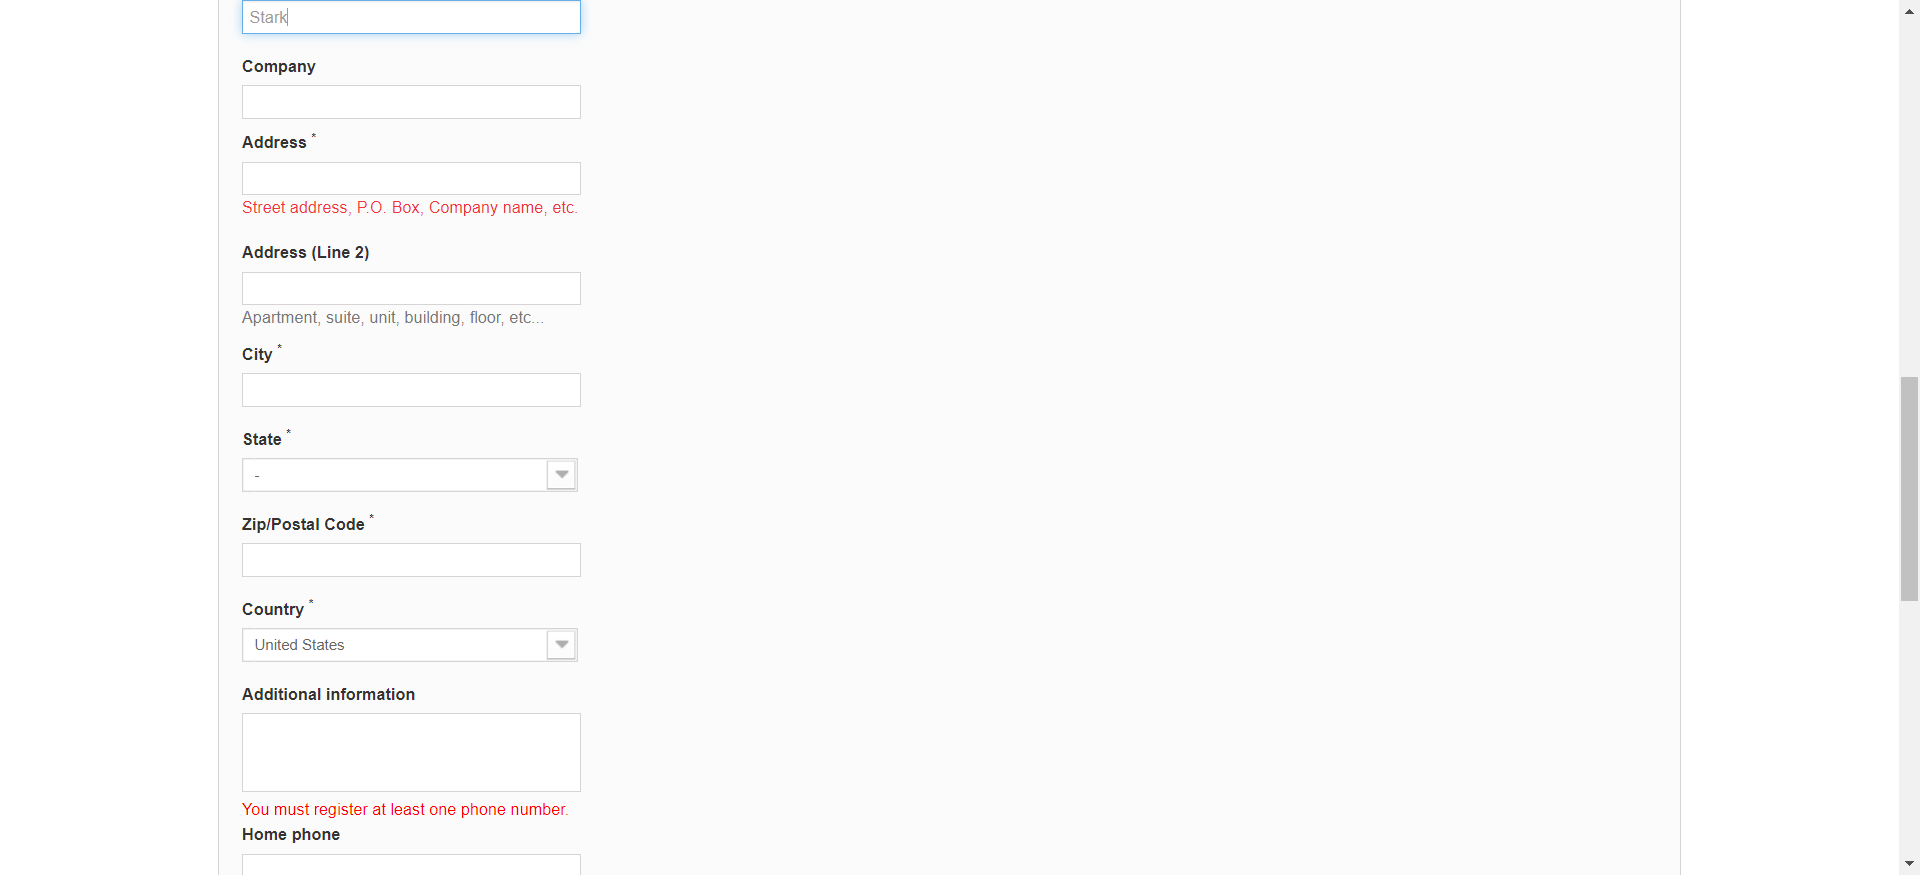 Stark
Company
Address *
Street address, P.O. Box, Company name, etc.
Address (Line 2)
Apartment, suite, unit, building, floor, etc...
City *
State *
-
Zip/Postal Code *
Country *
United States
Additional information
You must register at least one phone number.
Home phone